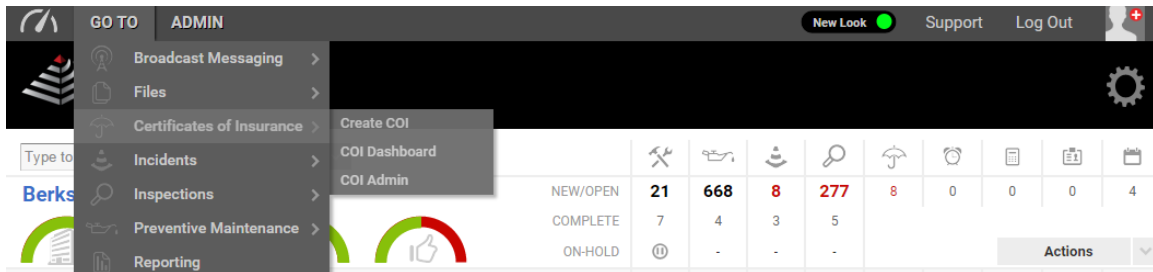 GO TO ADMIN New Look Support Log Out
Broadcast Messaging
Files
Certificates of Insurance
Create COI
COI Dashboard
COI Admin
Incidents
Inspections
Preventive Maintenance
Reporting
Type to
Berks
NEW/OPEN 21 668 8 277 8 0 0 0 4
COMPLETE 7 4 3 5
ON-HOLD - - -
Actions